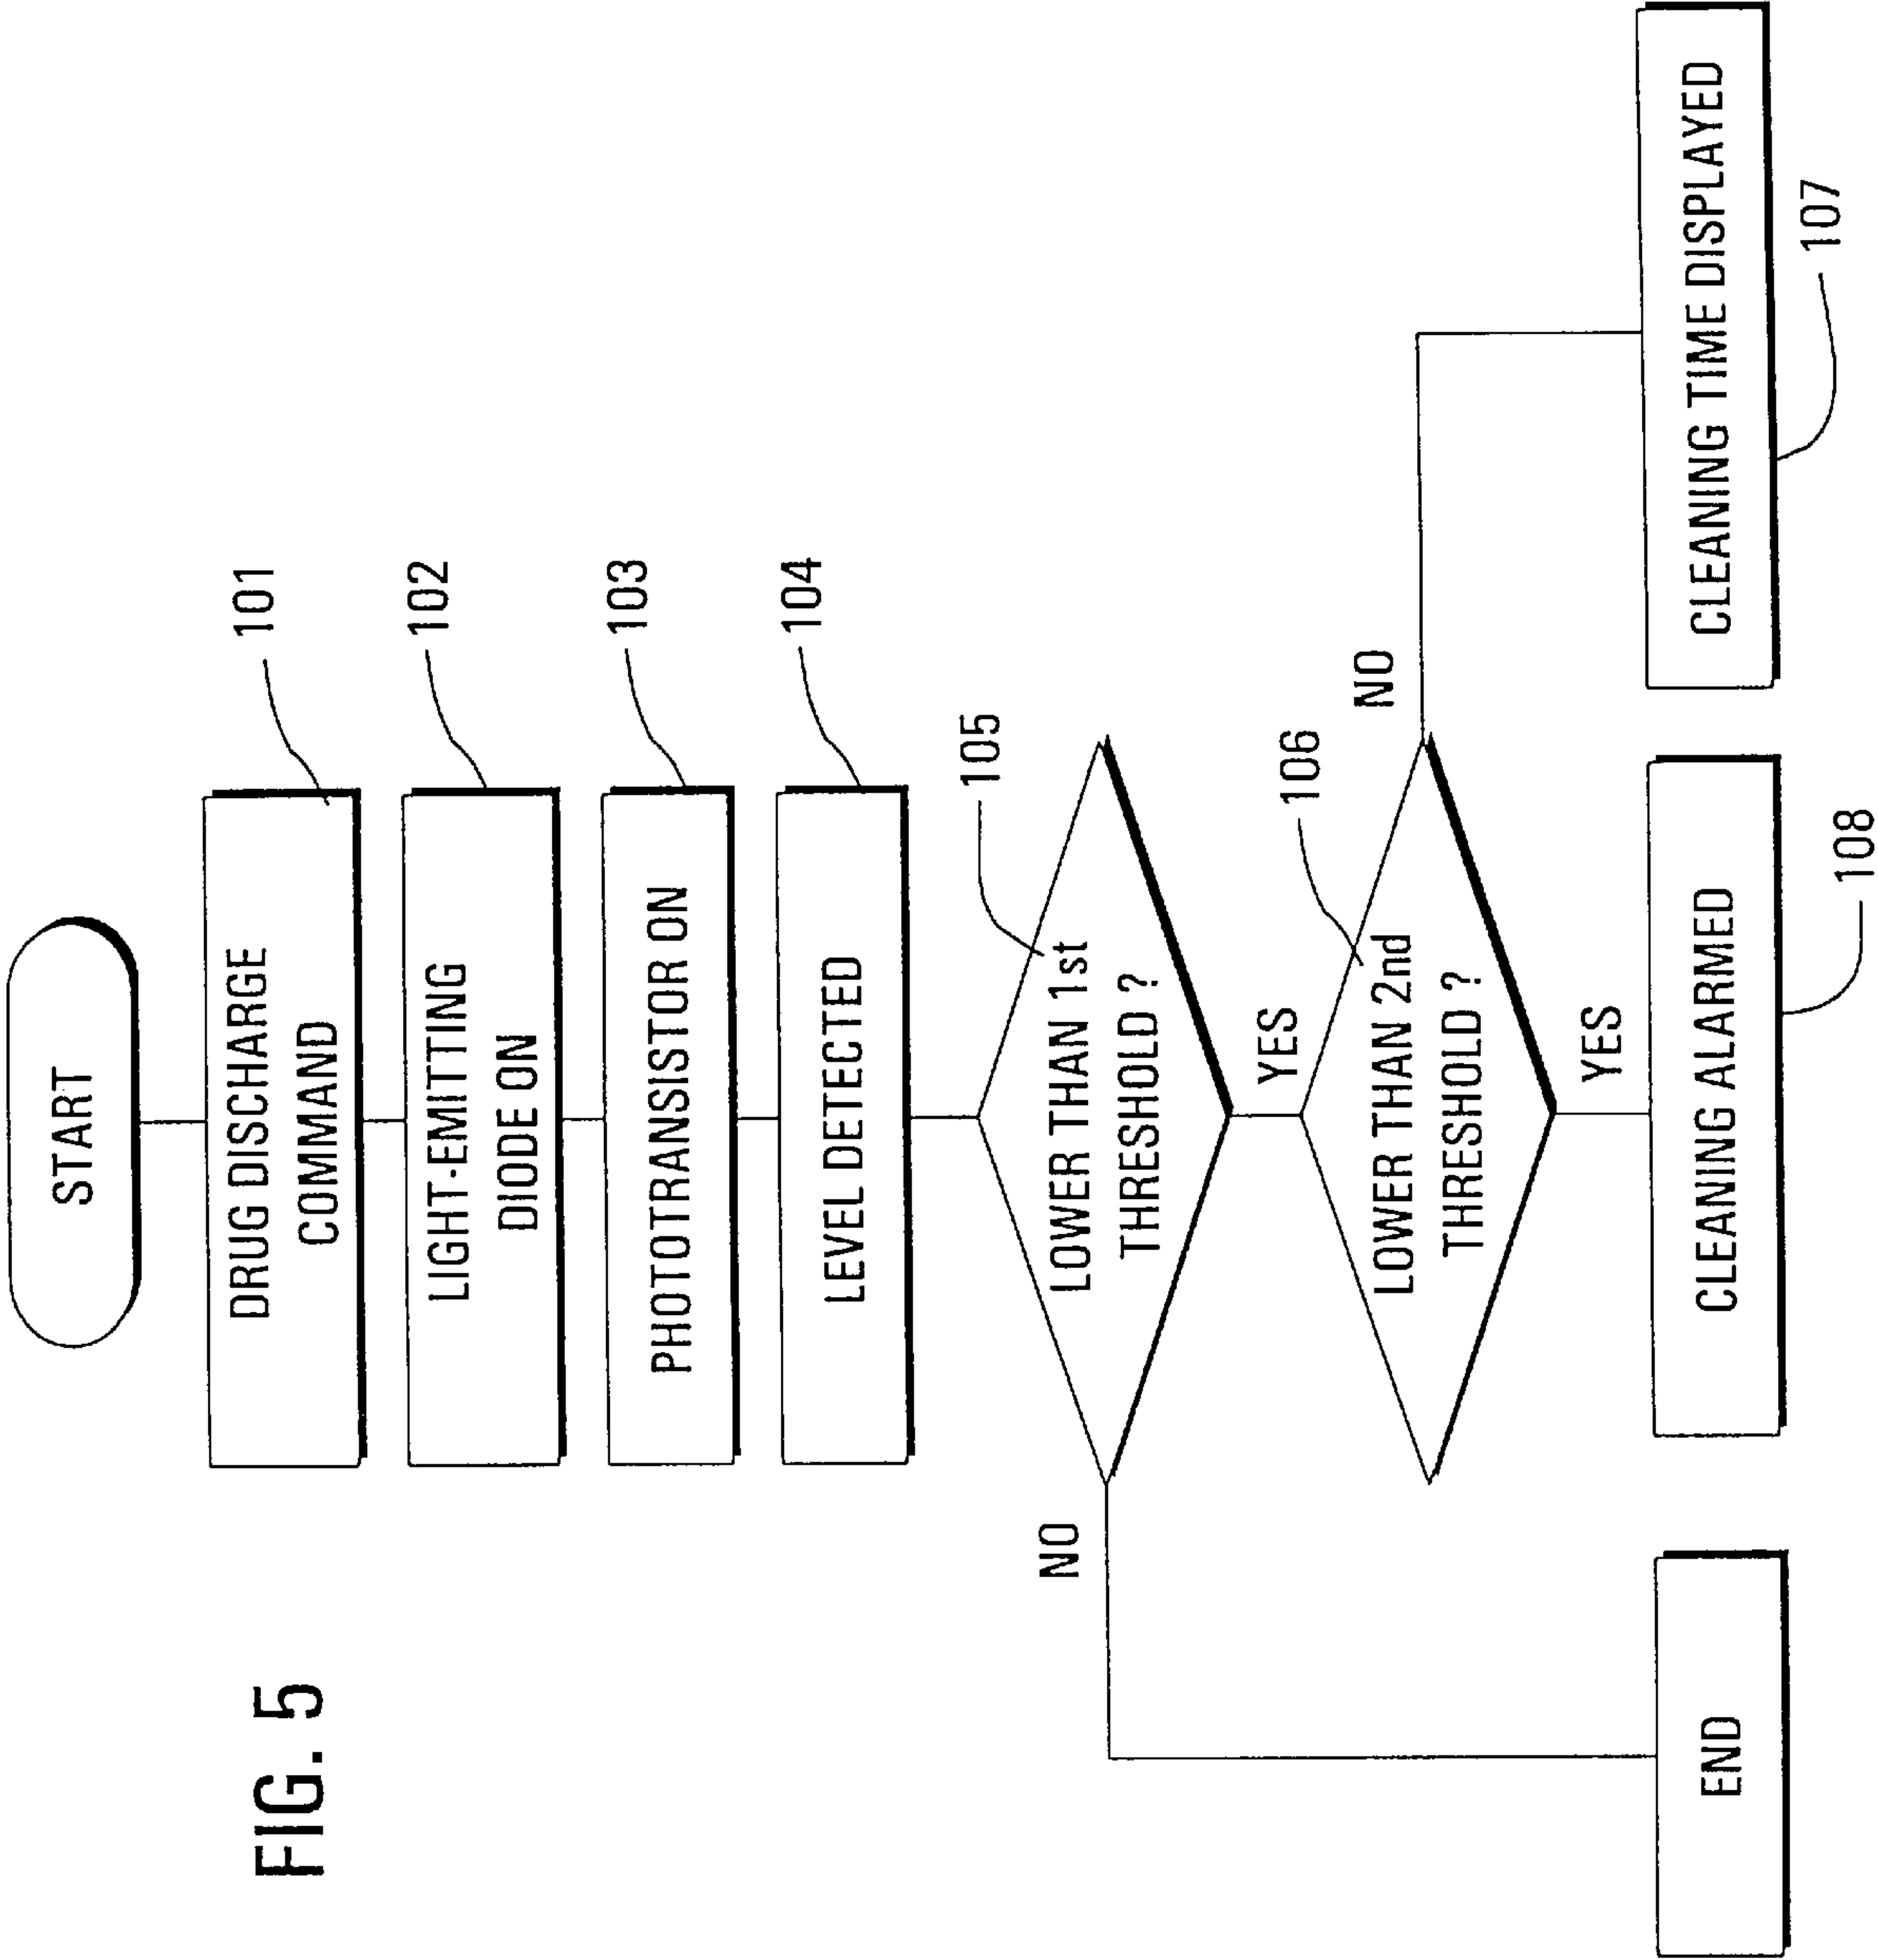 FIG. 5
START
DRUG DISCHARGE
COMMAND
101
LIGHT-EMITTING
DIODE ON
102
PHOTOTRANSISTOR ON
103
LEVEL DETECTED
104
LOWER THAN 1st
THRESHOLD ?
105
NO
YES
LOWER THAN 2nd
THRESHOLD ?
106
NO
YES
END
CLEANING ALARMED
108
CLEANING TIME DISPLAYED
107